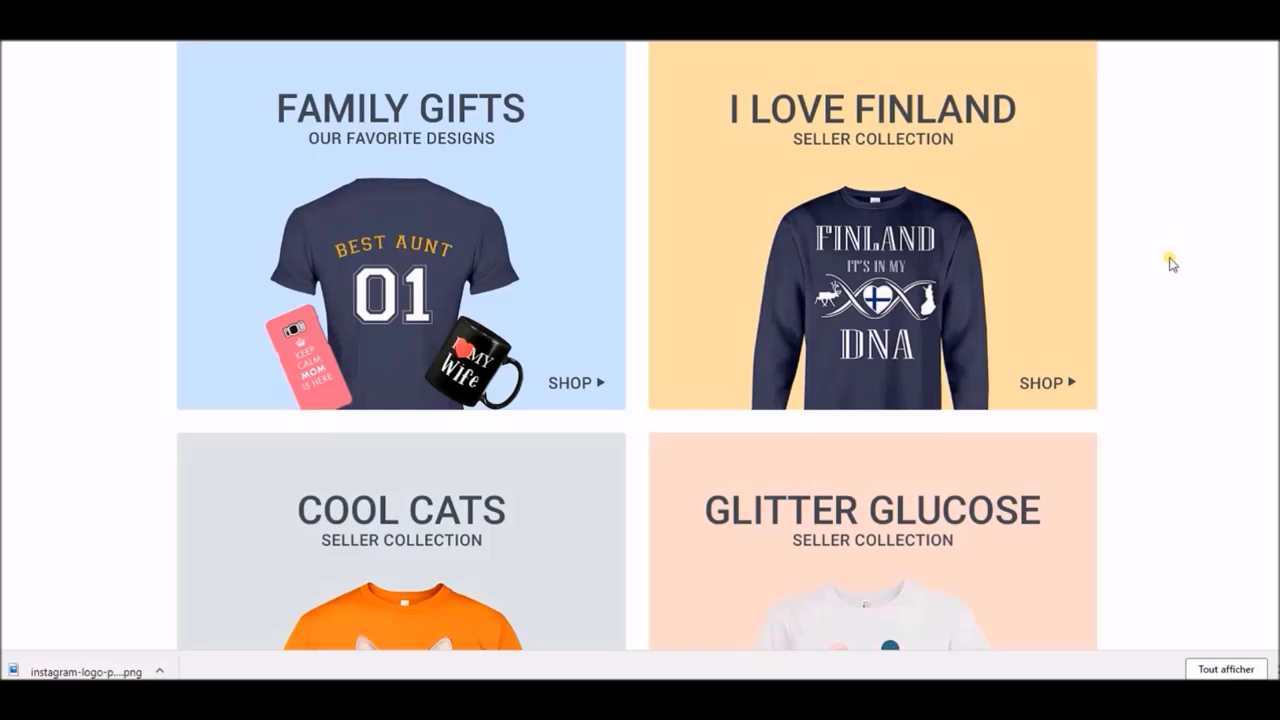 FAMILY GIFTS
OUR FAVORITE DESIGNS
BEST AUNT
01
KEEP
CALM
MOM
IS HERE
I MY
Wife
SHOP
I LOVE FINLAND
SELLER COLLECTION
FINLAND
IT'S IN MY
DNA
SHOP
COOL CATS
SELLER COLLECTION
GLITTER GLUCOSE
SELLER COLLECTION
instagram-logo-p....png
Tout afficher